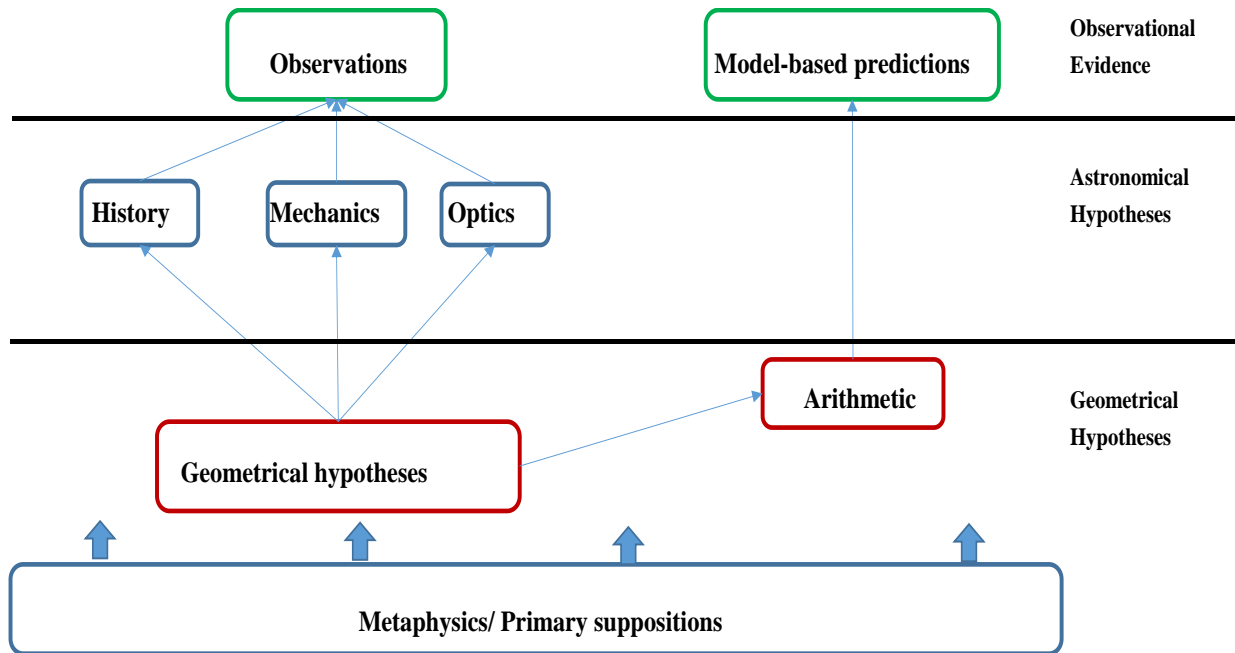 Observations
Model-based predictions
Observational
Evidence
History
Mechanics
Optics
Astronomical
Hypotheses
Arithmetic
Geometrical hypotheses
Geometrical
Hypotheses
Metaphysics/ Primary suppositions